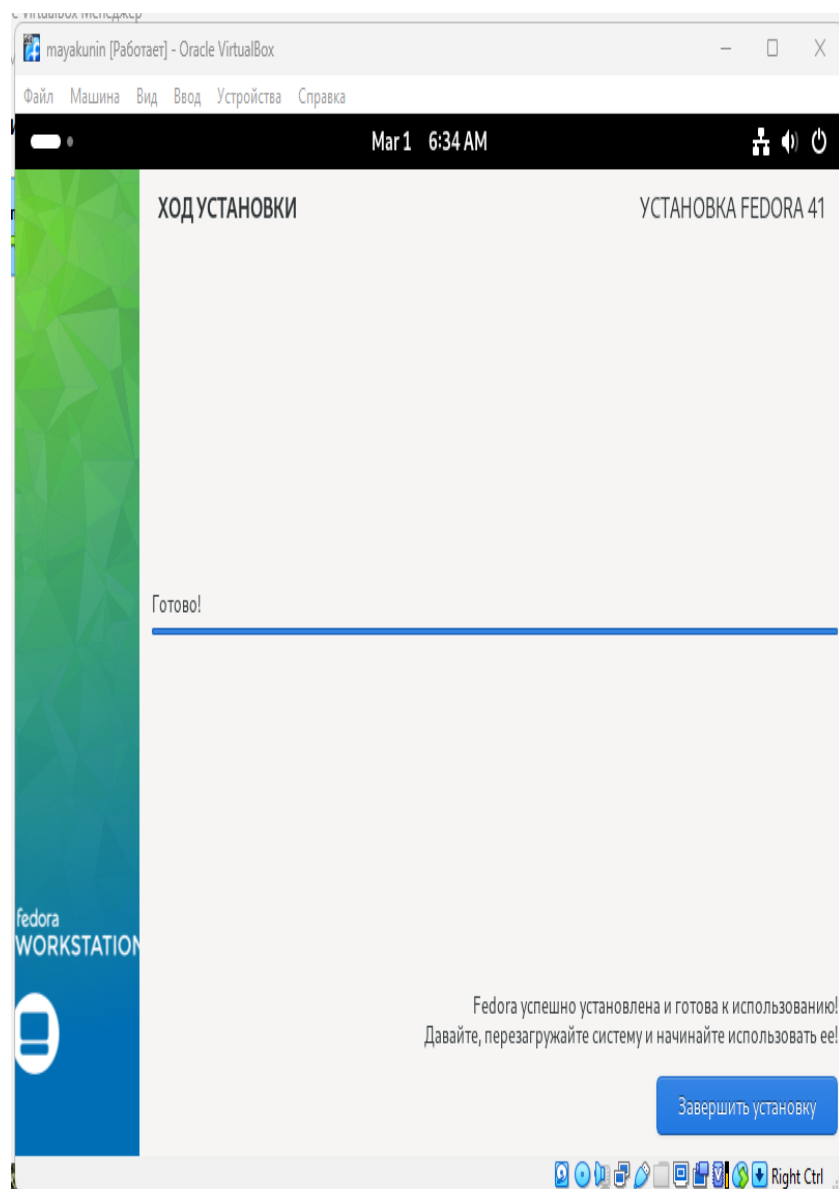 mayakunin [Работает] - Oracle VirtualBox
Файл Машина Вид Ввод Устройства Справка
Mar 1 6:34 AM
ХОД УСТАНОВКИ
УСТАНОВКА FEDORA 41
Готово!
fedora
WORKSTATION
Fedora успешно установлена и готова к использованию!
Давайте, перезагружайте систему и начинайте использовать ее!
Завершить установку
Right Ctrl